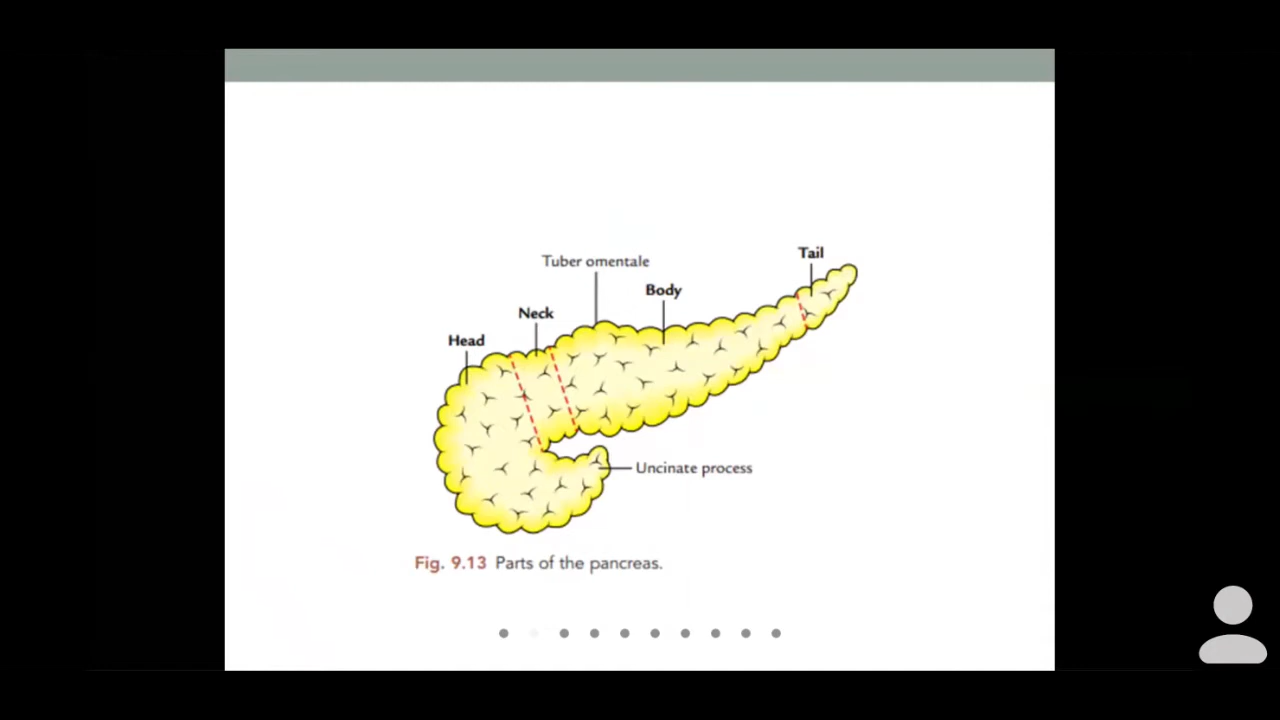 Tail
Tuber omentale
Body
Neck
Head
Uncinate process
Fig. 9.13 Parts of the pancreas.